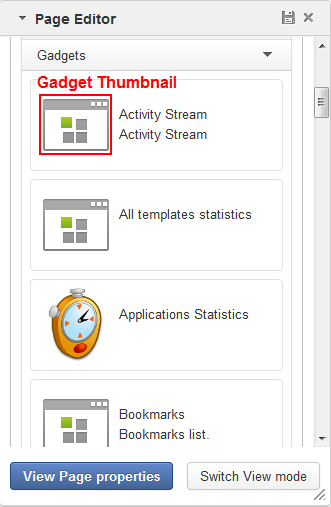 Page Editor
Gadgets
Gadget Thumbnail
Activity Stream
Activity Stream
All templates statistics
Applications Statistics
Bookmarks
Bookmarks list.
View Page properties
Switch View mode